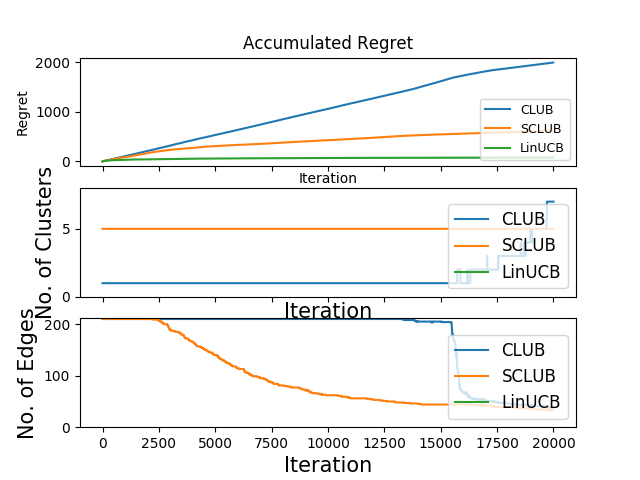 Accumulated Regret
Regret
2000
1000
0
CLUB
SCLUB
LinUCB
Iteration
No. of Clusters
5
0
CLUB
SCLUB
LinUCB
Iteration
No. of Edges
200
100
0
CLUB
SCLUB
LinUCB
0 2500 5000 7500 10000 12500 15000 17500 20000
Iteration